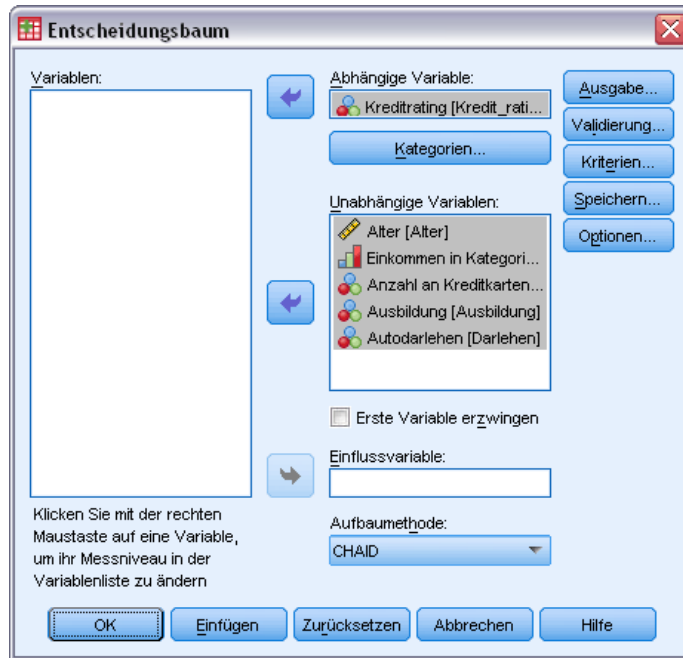 Entscheidungsbaum
Variablen:
Klicken Sie mit der rechten
Maustaste auf eine Variable,
um ihr Messniveau in der
Variablenliste zu ändern
Abhängige Variable:
Kreditrating [Kredit_rati...
Kategorien...
Unabhängige Variablen:
Alter [Alter]
Einkommen in Kategori...
Anzahl an Kreditkarten...
Ausbildung [Ausbildung]
Autodarlehen [Darlehen]
Erste Variable erzwingen
Einflussvariable:
Aufbaumethode:
CHAID
Ausgabe...
Validierung...
Kriterien...
Speichern...
Optionen...
OK
Einfügen
Zurücksetzen
Abbrechen
Hilfe